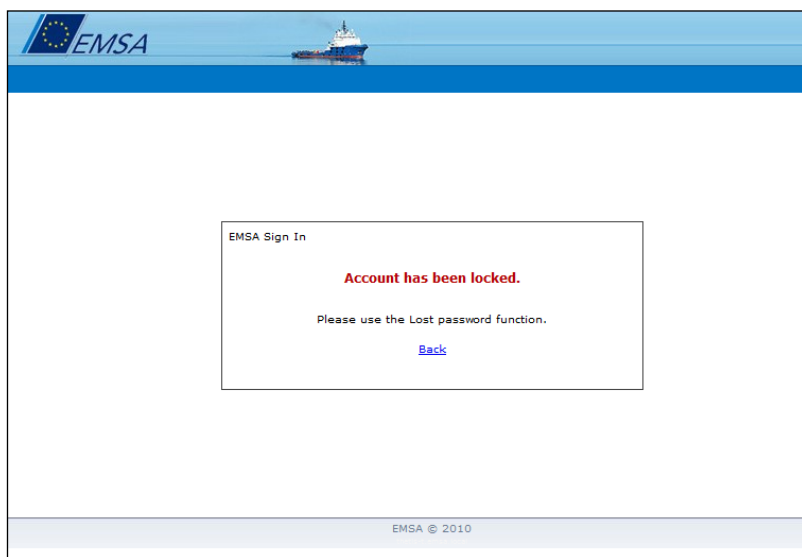 EMSA
EMSA Sign In
Account has been locked.
Please use the Lost password function.
Back
EMSA © 2010